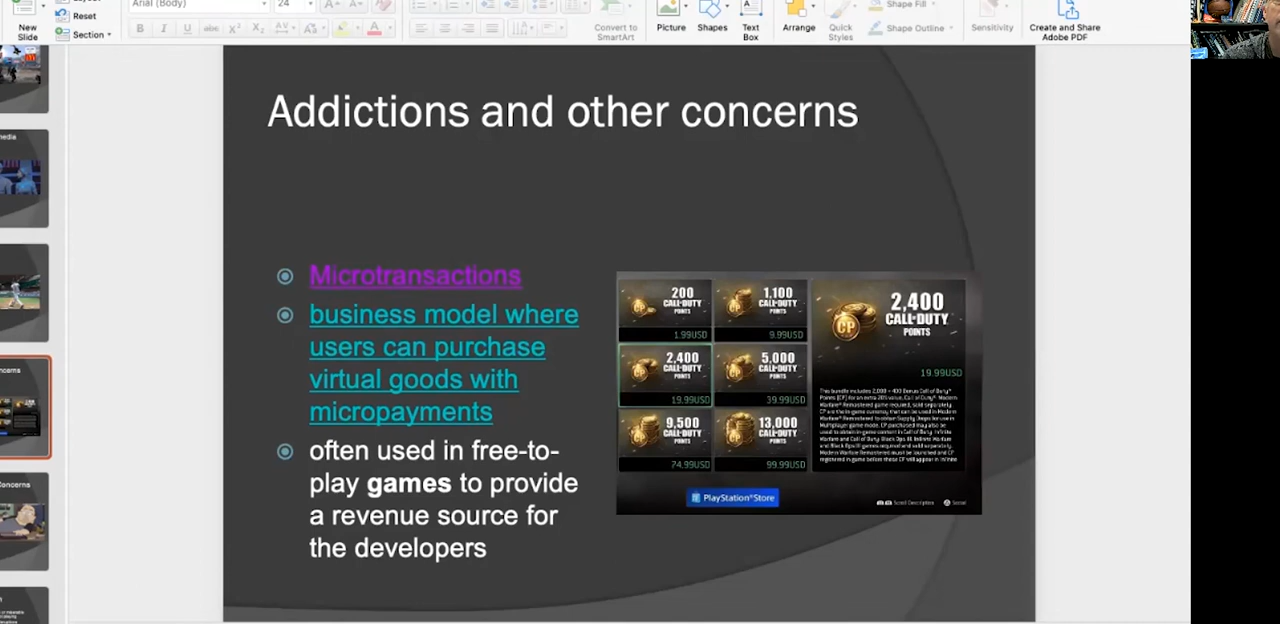 Arial (Body)
24
New
Slide
Reset
Section
Convert to
SmartArt
Picture
Shapes
Text
Box
Arrange
Quick
Styles
Shape Fill
Shape Outline
Sensitivity
Create and Share
Adobe PDF
Addictions and other concerns
Microtransactions
business model where
users can purchase
virtual goods with
micropayments
often used in free-to-
play games to provide
a revenue source for
the developers
200
CALL·DUTY
POINTS
1.99USD
1,100
CALL·DUTY
POINTS
9.99USD
2,400
CALL·DUTY
POINTS
19.99USD
5,000
CALL·DUTY
POINTS
39.99USD
9,500
CALL·DUTY
POINTS
74.99USD
13,000
CALL·DUTY
POINTS
99.99USD
CP
2,400
CALL·DUTY
POINTS
19.99USD
PlayStation®Store
Scroll Description